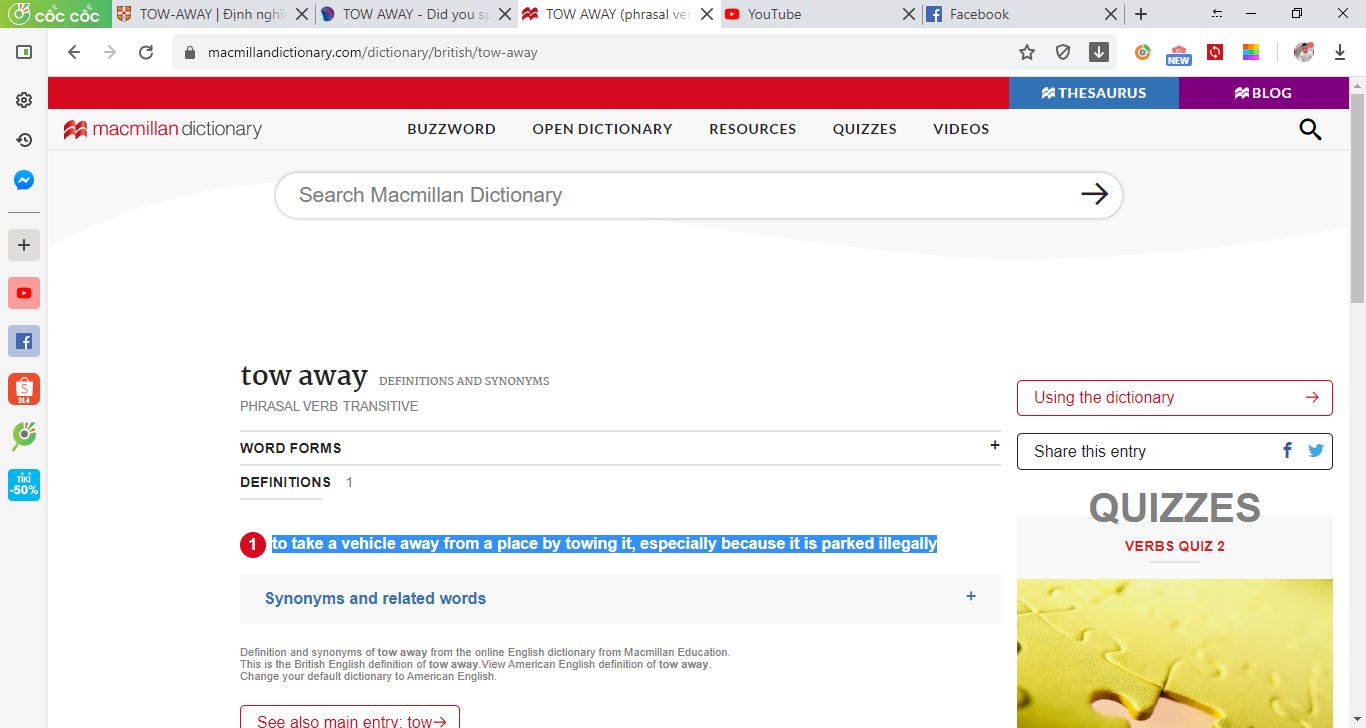 cốc cốc
TOW-AWAY | Định nghĩ
TOW AWAY - Did you sp
TOW AWAY (phrasal ver
YouTube
Facebook
macmillandictionary.com/dictionary/british/tow-away
NEW
THESAURUS
BLOG
macmillan dictionary
BUZZWORD
OPEN DICTIONARY
RESOURCES
QUIZZES
VIDEOS
Search Macmillan Dictionary
24.4
TIKI
-50%
tow away DEFINITIONS AND SYNONYMS
PHRASAL VERB TRANSITIVE
WORD FORMS +
DEFINITIONS 1
1 to take a vehicle away from a place by towing it, especially because it is parked illegally
Synonyms and related words +
Definition and synonyms of tow away from the online English dictionary from Macmillan Education.
This is the British English definition of tow away.View American English definition of tow away.
Change your default dictionary to American English.
See also main entry: tow→
Using the dictionary →
Share this entry
QUIZZES
VERBS QUIZ 2